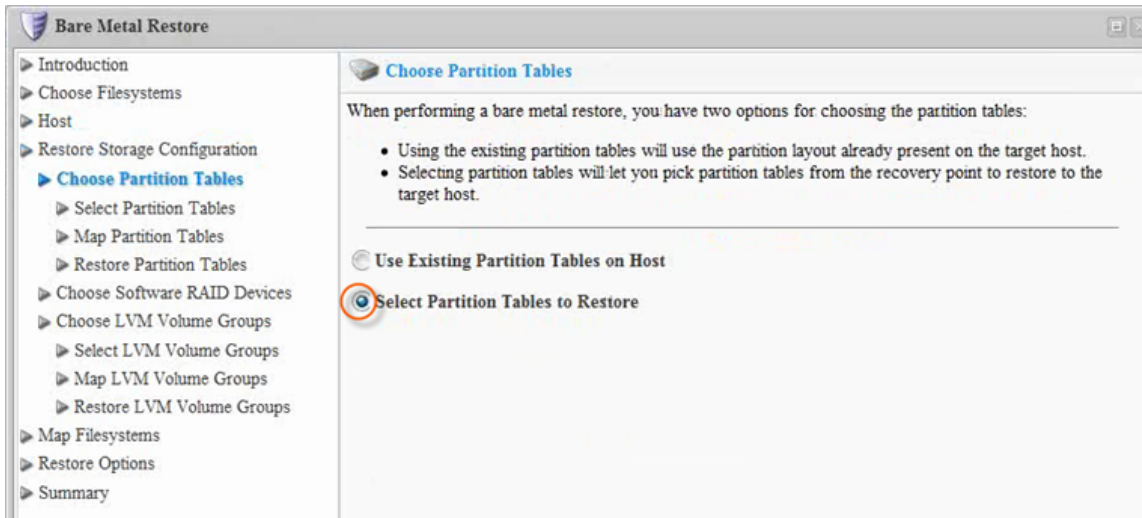 Bare Metal Restore
Introduction
Choose Filesystems
Host
Restore Storage Configuration
Choose Partition Tables
Select Partition Tables
Map Partition Tables
Restore Partition Tables
Choose Software RAID Devices
Choose LVM Volume Groups
Select LVM Volume Groups
Map LVM Volume Groups
Restore LVM Volume Groups
Map Filesystems
Restore Options
Summary
Choose Partition Tables
When performing a bare metal restore, you have two options for choosing the partition tables:
• Using the existing partition tables will use the partition layout already present on the target host.
• Selecting partition tables will let you pick partition tables from the recovery point to restore to the
target host.
Use Existing Partition Tables on Host
Select Partition Tables to Restore